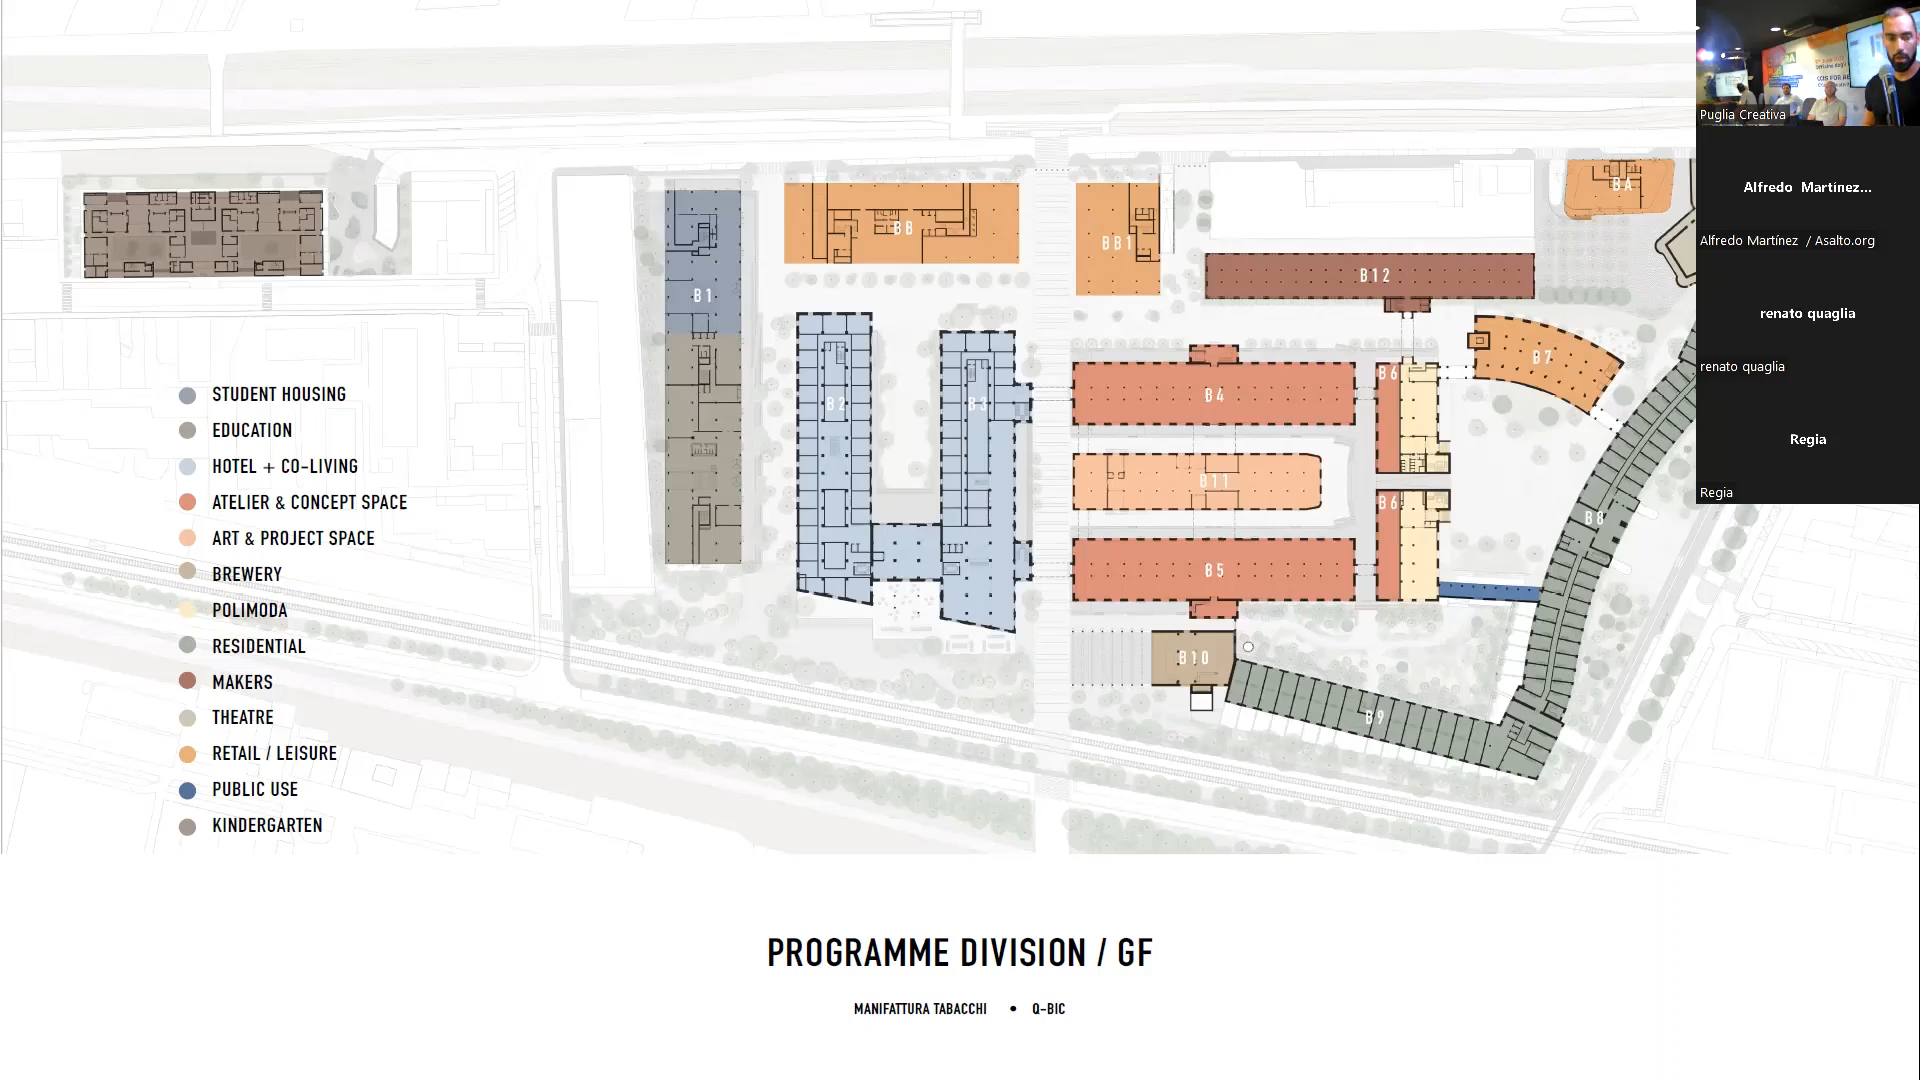 Puglia Creativa
Alfredo Martínez...
Alfredo Martínez / Asalto.org
renato quaglia
renato quaglia
Regia
Regia
BA
BB
BB1
B12
B1
B7
B4
B6
B2
B3
B11
B6
B8
B5
B10
B9
STUDENT HOUSING
EDUCATION
HOTEL + CO-LIVING
ATELIER & CONCEPT SPACE
ART & PROJECT SPACE
BREWERY
POLIMODA
RESIDENTIAL
MAKERS
THEATRE
RETAIL / LEISURE
PUBLIC USE
KINDERGARTEN
PROGRAMME DIVISION / GF
MANIFATTURA TABACCHI • Q-BIC